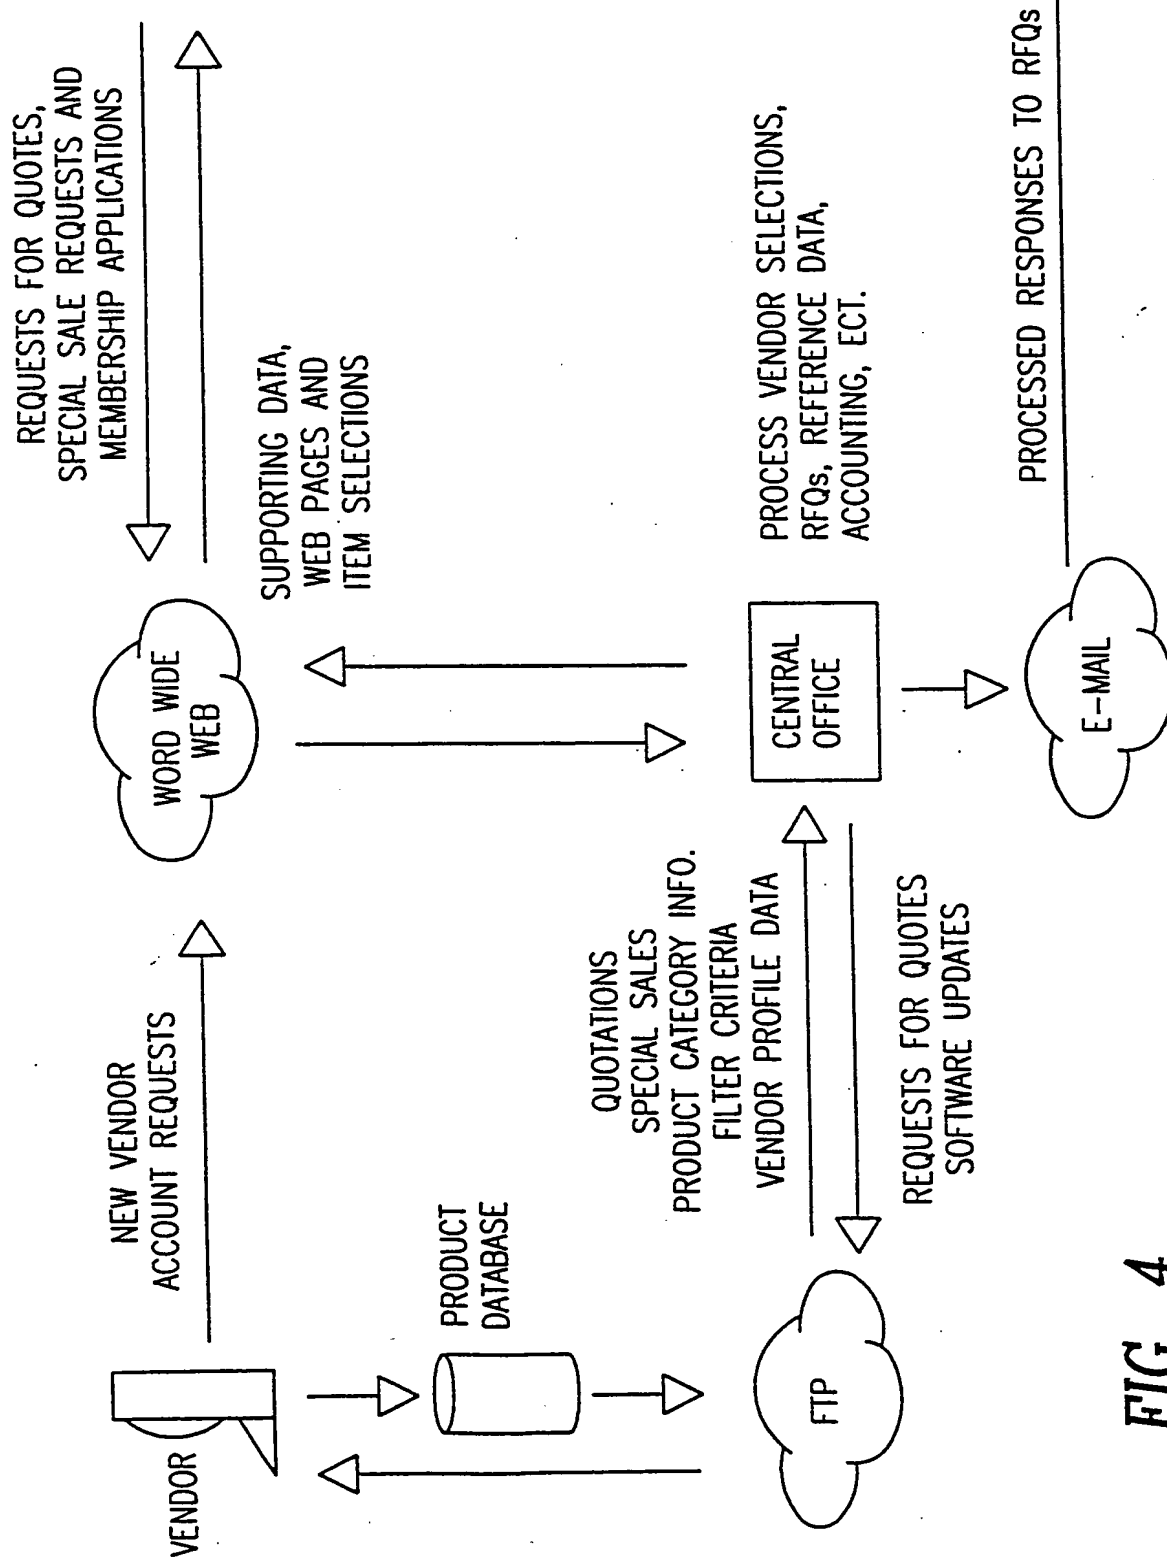 REQUESTS FOR QUOTES,
SPECIAL SALE REQUESTS AND
MEMBERSHIP APPLICATIONS
NEW VENDOR
ACCOUNT REQUESTS
VENDOR
WORD WIDE
WEB
SUPPORTING DATA,
WEB PAGES AND
ITEM SELECTIONS
PRODUCT
DATABASE
QUOTATIONS
SPECIAL SALES
PRODUCT CATEGORY INFO.
FILTER CRITERIA
VENDOR PROFILE DATA
CENTRAL
OFFICE
PROCESS VENDOR SELECTIONS,
RFQs, REFERENCE DATA,
ACCOUNTING, ECT.
FTP
REQUESTS FOR QUOTES
SOFTWARE UPDATES
E-MAIL
PROCESSED RESPONSES TO RFQs
FIG 4